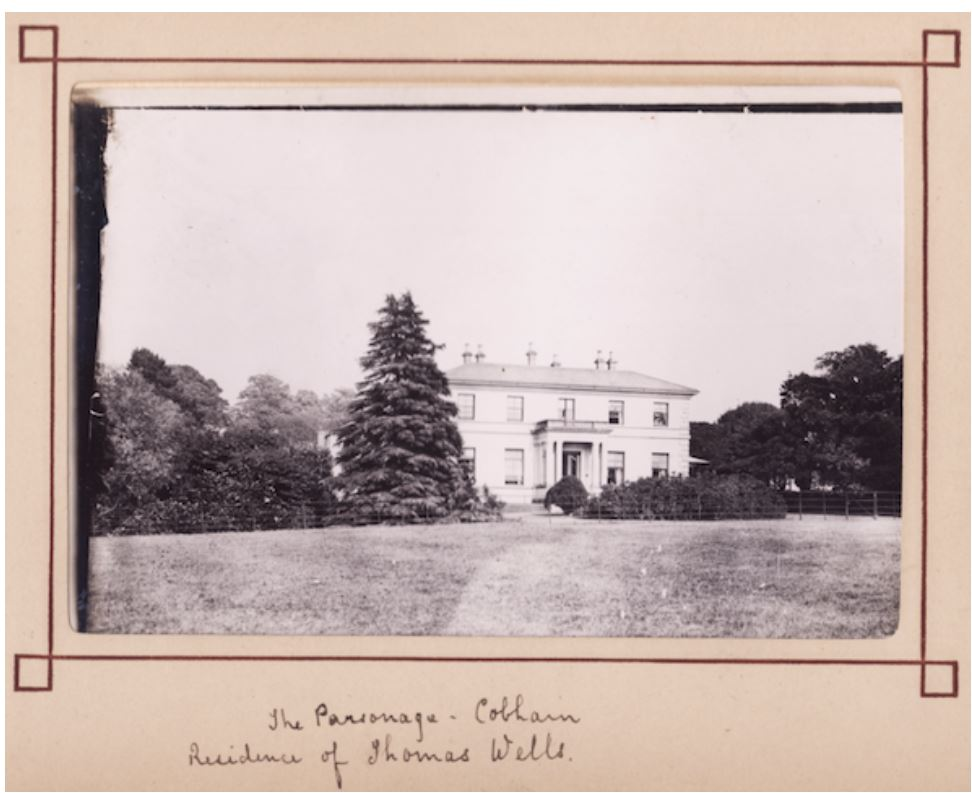 The Parsonage - Cobham
Residence of Thomas Wells.